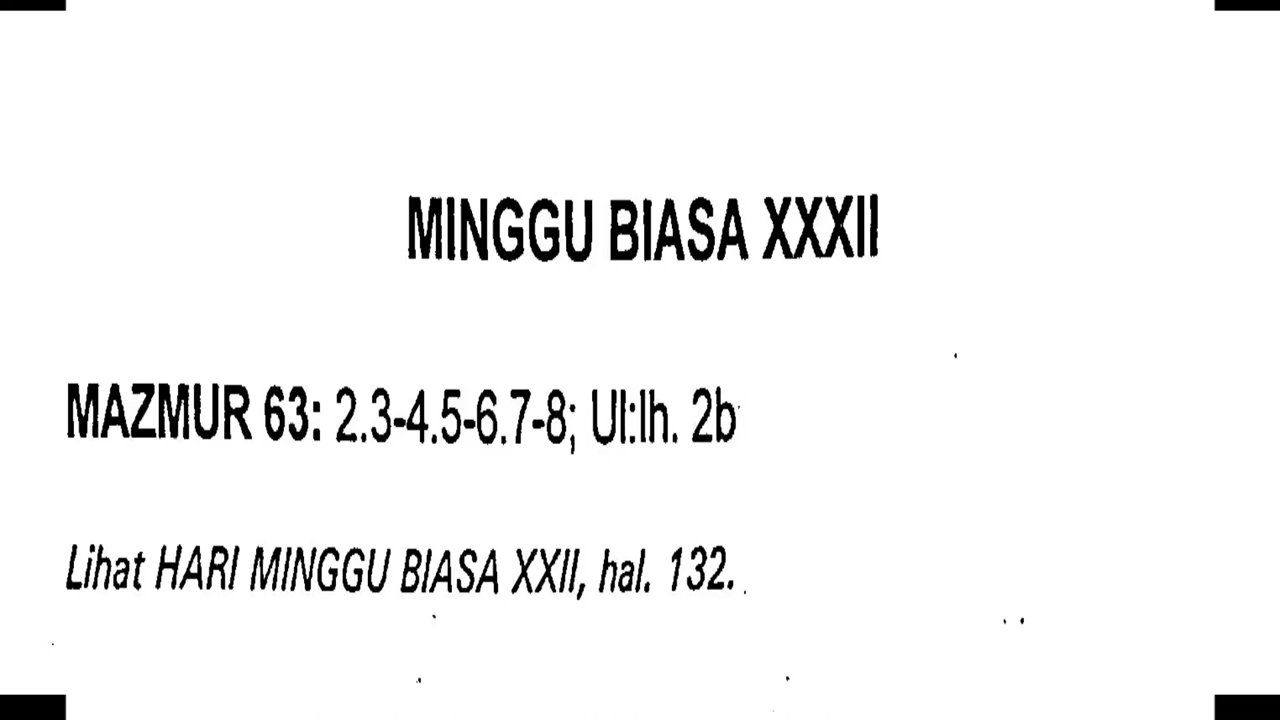 MINGGU BIASA XXXII
MAZMUR 63: 2.3-4.5-6.7-8; Ul:lh. 2b
Lihat HARI MINGGU BIASA XXII, hal. 132.